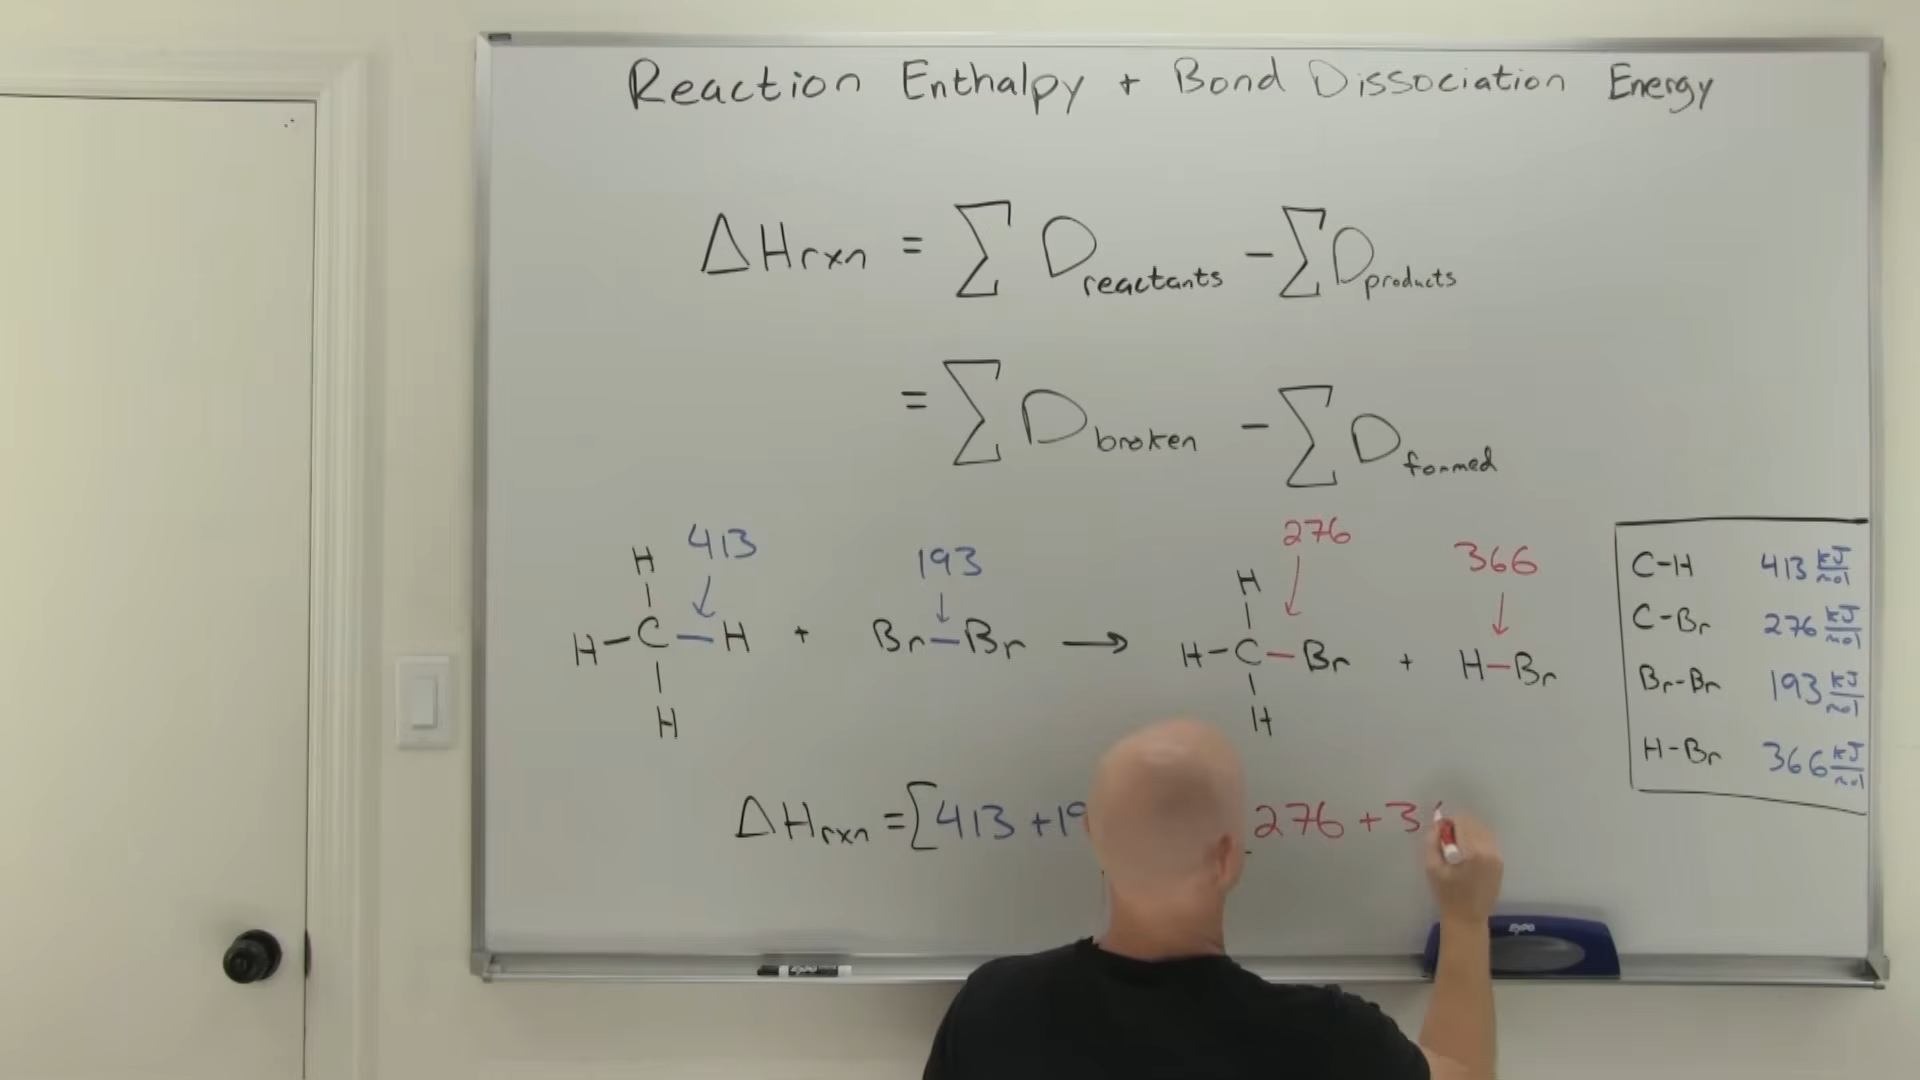 Reaction Enthalpy + Bond Dissociation Energy
ΔHrxn = ∑ Dreactants - ∑Dproducts
= ∑ Dbroken - ∑ Dformed
413 193 276 366
H H
H-C-H + Br-Br → H-C-Br + H-Br
H H
C-H 413 kJ/mol
C-Br 276 kJ/mol
Br-Br 193 kJ/mol
H-Br 366 kJ/mol
ΔHrxn = [413 +19 276 + 3
EXPO
EXPO